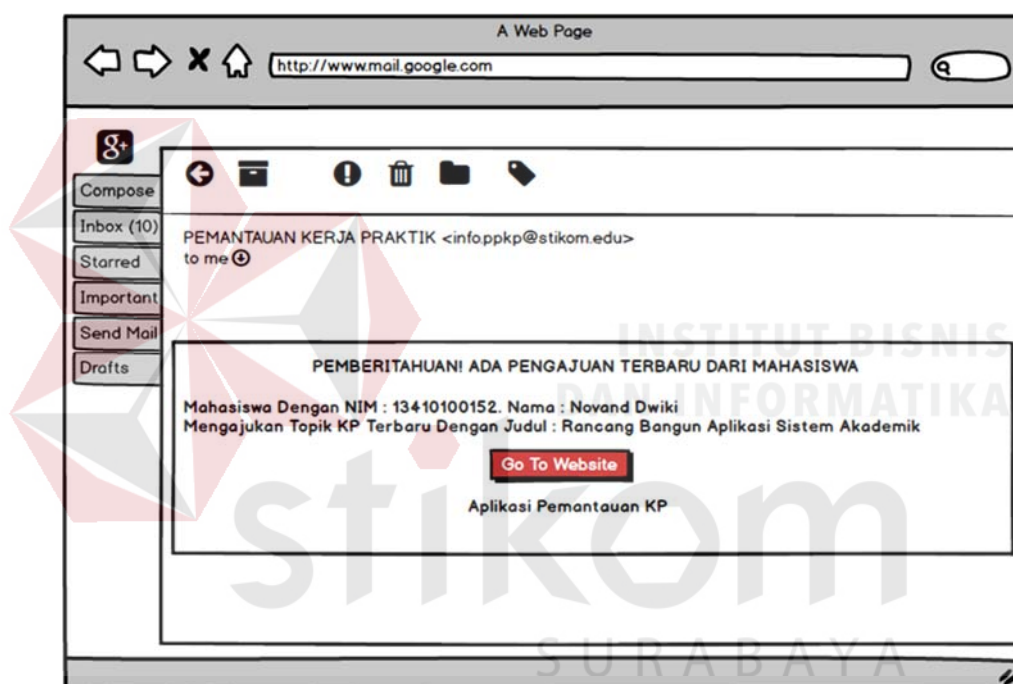 A Web Page
http://www.mail.google.com
g+
Compose
Inbox (10)
Starred
Important
Send Mail
Drafts
PEMANTAUAN KERJA PRAKTIK <info.ppkp@stikom.edu>
to me
INSTITUT BISNIS
DAN INFORMATIKA
PEMBERITAHUAN! ADA PENGAJUAN TERBARU DARI MAHASISWA
Mahasiswa Dengan NIM : 13410100152. Nama : Novand Dwiki
Mengajukan Topik KP Terbaru Dengan Judul : Rancang Bangun Aplikasi Sistem Akademik
Go To Website
Aplikasi Pemantauan KP
stikom
SURABAYA